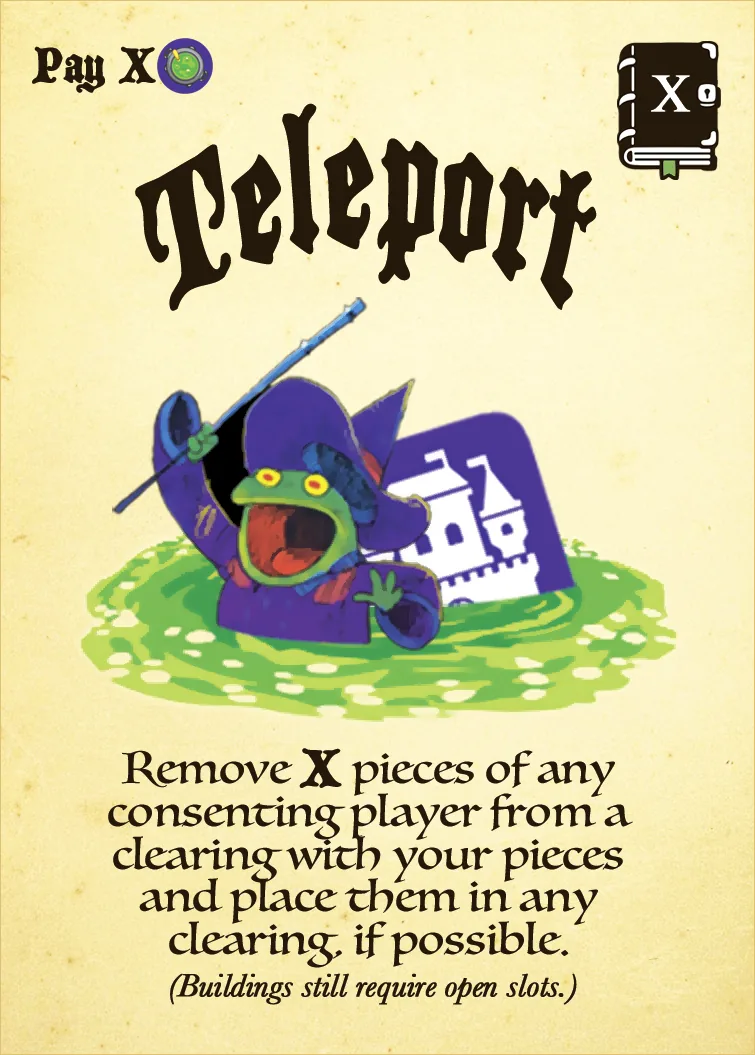 Pay X
X
Teleport
Remove X pieces of any
consenting player from a
clearing with your pieces
and place them in any
clearing, if possible.
(Buildings still require open slots.)